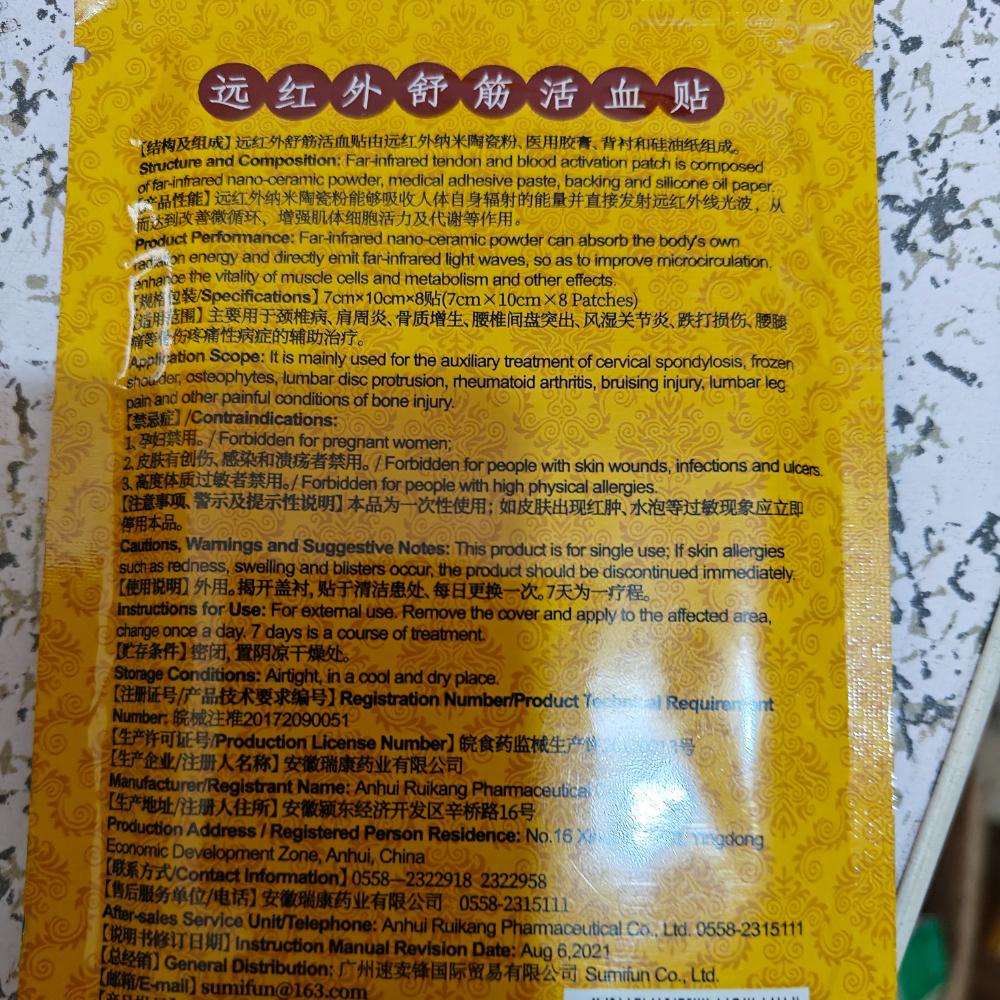 远红外舒筋活血贴
【结构及组成】远红外舒筋活血贴由远红外纳米陶瓷粉、医用胶膏、背衬和硅油纸组成。
Structure and Composition: Far-infrared tendon and blood activation patch is composed
of far-infrared nano-ceramic powder, medical adhesive paste, backing and silicone oil paper.
【产品性能】远红外纳米陶瓷粉能够吸收人体自身辐射的能量并直接发射远红外线光波，从
而达到改善微循环、增强肌体细胞活力及代谢等作用。
Product Performance: Far-infrared nano-ceramic powder can absorb the body's own
radiation energy and directly emit far-infrared light waves, so as to improve microcirculation,
enhance the vitality of muscle cells and metabolism and other effects.
【规格包装/Specifications】7cm×10cm×8贴(7cm×10cm×8 Patches)
【适用范围】主要用于颈椎病、肩周炎、骨质增生、腰椎间盘突出、风湿关节炎、跌打损伤、腰腿
痛等骨伤疼痛性病症的辅助治疗。
Application Scope: It is mainly used for the auxiliary treatment of cervical spondylosis, frozen
shoulder, osteophytes, lumbar disc protrusion, rheumatoid arthritis, bruising injury, lumbar leg
pain and other painful conditions of bone injury.
【禁忌症】/Contraindications:
1. 孕妇禁用。/ Forbidden for pregnant women;
2. 皮肤有创伤、感染和溃疡者禁用。/ Forbidden for people with skin wounds, infections and ulcers.
3. 高度体质过敏者禁用。/ Forbidden for people with high physical allergies.
【注意事项、警示及提示性说明】本品为一次性使用；如皮肤出现红肿、水泡等过敏现象应立即
停用本品。
Cautions, Warnings and Suggestive Notes: This product is for single use; If skin allergies
such as redness, swelling and blisters occur, the product should be discontinued immediately.
【使用说明】外用。揭开盖衬，贴于清洁患处、每日更换一次。7天为一疗程。
Instructions for Use: For external use. Remove the cover and apply to the affected area,
change once a day. 7 days is a course of treatment.
【贮存条件】密闭，置阴凉干燥处。
Storage Conditions: Airtight, in a cool and dry place.
【注册证号/产品技术要求编号】Registration Number/Product Technical Requirement
Number: 皖械注准20172090051
【生产许可证号/Production License Number】皖食药监械生产许
【生产企业/注册人名称】安徽瑞康药业有限公司
Manufacturer/Registrant Name: Anhui Ruikang Pharmaceutical
【生产地址/注册人住所】安徽颍东经济开发区辛桥路16号
Production Address / Registered Person Residence: No.16 Yingdong
Economic Development Zone, Anhui, China
【联系方式/Contact Information】0558—2322918 2322958
【售后服务单位/电话】安徽瑞康药业有限公司 0558-2315111
After-sales Service Unit/Telephone: Anhui Ruikang Pharmaceutical Co., Ltd. 0558-2315111
【说明书修订日期】Instruction Manual Revision Date: Aug 6,2021
【总经销】General Distribution: 广州速卖锋国际贸易有限公司 Sumifun Co., Ltd.
【邮箱/E-mail】sumifun@163.com